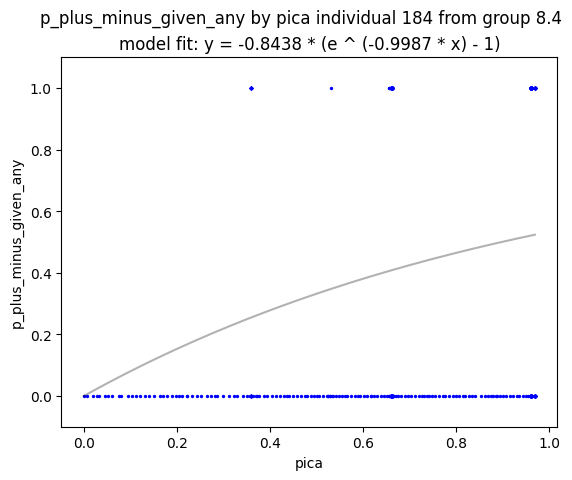 p_plus_minus_given_any by pica individual 184 from group 8.4
model fit: y = -0.8438 * (e ^ (-0.9987 * x) - 1)
1.0
0.8
0.6
0.4
0.2
0.0
p_plus_minus_given_any
0.0 0.2 0.4 0.6 0.8 1.0
pica